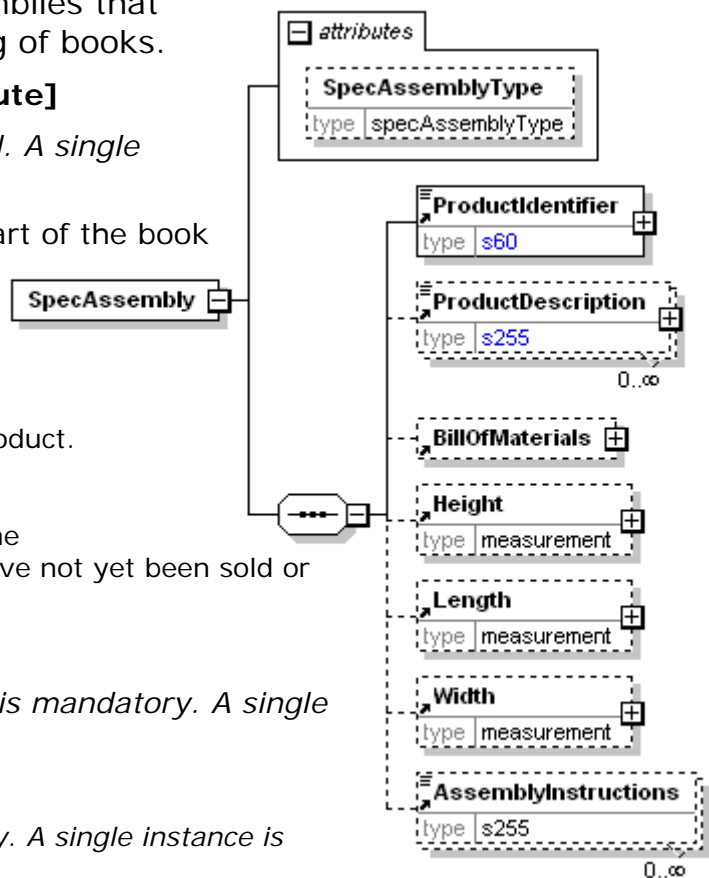 mblies that
g of books.
ute]
l. A single
art of the book
oduct.
ne
ve not yet been sold or
is mandatory. A single
y. A single instance is
attributes
SpecAssemblyType
type specAssemblyType
SpecAssembly
ProductIdentifier
type s60
ProductDescription
type s255
0..∞
BillOfMaterials
Height
type measurement
Length
type measurement
Width
type measurement
AssemblyInstructions
type s255
0..∞